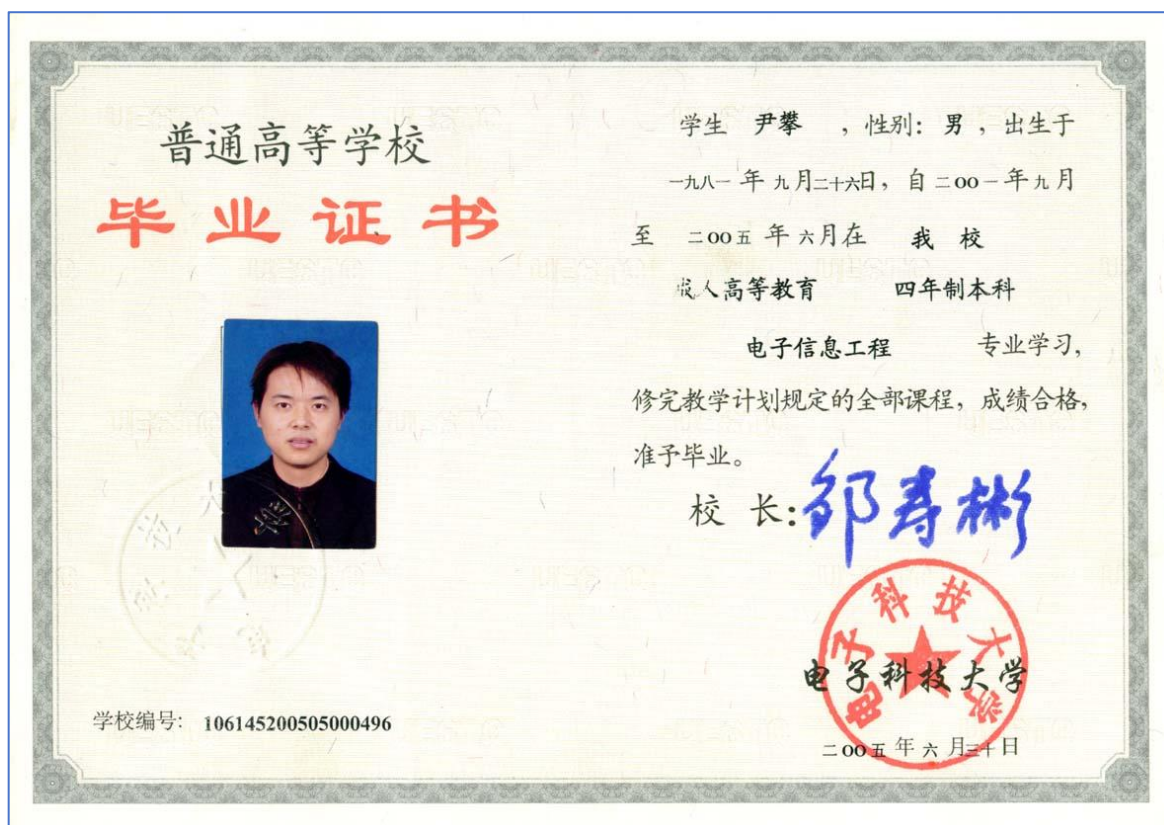 普通高等学校
毕业证书
学校编号: 106145200505000496
学生 尹攀 ,性别: 男 ,出生于
一九八一年九月二十六日,自二00一年九月
至 二00五年六月在 我校
成人高等教育 四年制本科
电子信息工程 专业学习,
修完教学计划规定的全部课程,成绩合格,
准予毕业。
校 长: 邹寿彬
电子科技大学
电子科技大学
二00五年六月三十日